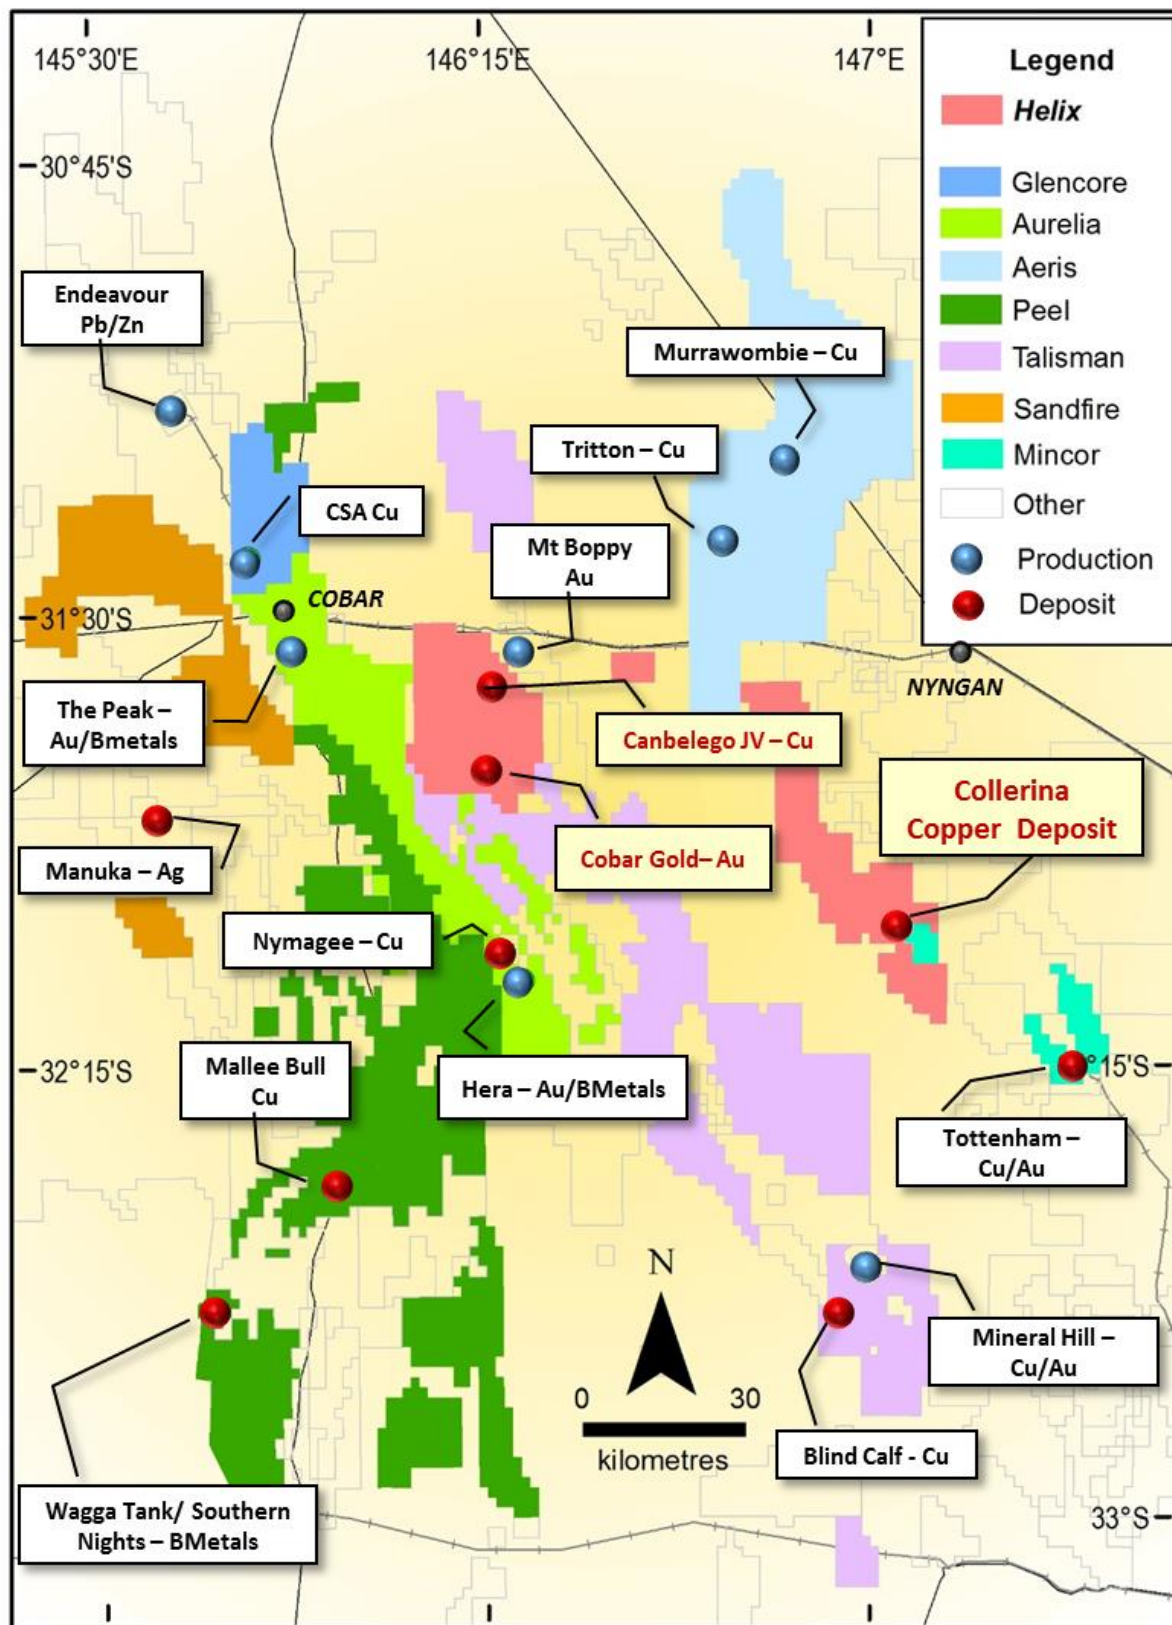 145°30'E
146°15'E
147°E
Legend
Helix
Glencore
Aurelia
Aeris
Peel
Talisman
Sandfire
Mincor
Other
Production
Deposit
30°45'S
Endeavour
Pb/Zn
Murrawombie – Cu
Tritton – Cu
CSA Cu
Mt Boppy
Au
COBAR
31°30'S
NYNGAN
The Peak –
Au/Bmetals
Canbelego JV – Cu
Collerina
Copper Deposit
Manuka – Ag
Cobar Gold– Au
Nymagee – Cu
32°15'S
°15'S
Mallee Bull
Cu
Hera – Au/BMetals
Tottenham –
Cu/Au
N
Mineral Hill –
Cu/Au
0 30
kilometres
Blind Calf - Cu
Wagga Tank/ Southern
Nights – BMetals
33°S